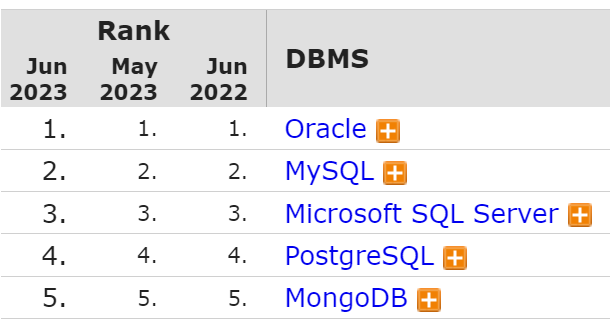 Rank
Jun 2023 May 2023 Jun 2022 DBMS
1. 1. 1. Oracle
2. 2. 2. MySQL
3. 3. 3. Microsoft SQL Server
4. 4. 4. PostgreSQL
5. 5. 5. MongoDB